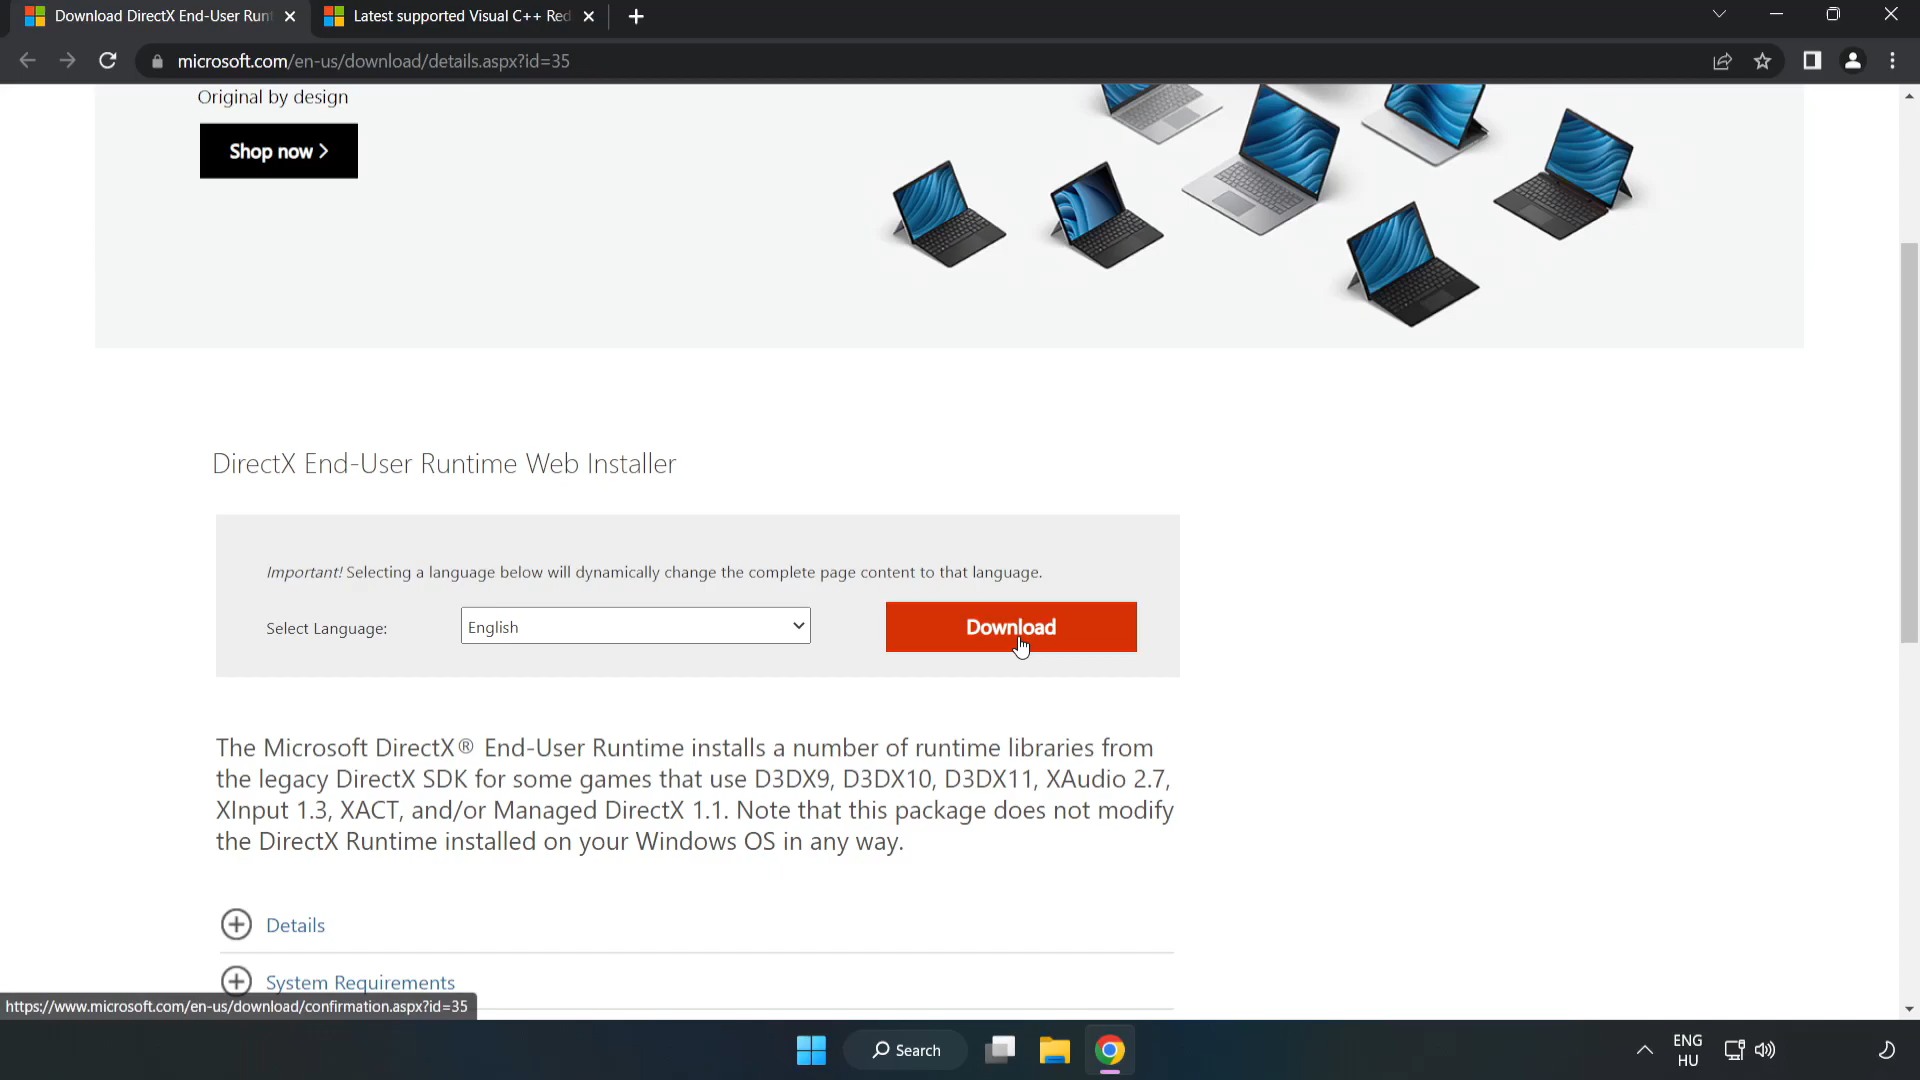 Download DirectX End-User Runt
Latest supported Visual C++ Red
microsoft.com/en-us/download/details.aspx?id=35
Original by design
Shop now >
DirectX End-User Runtime Web Installer
Important! Selecting a language below will dynamically change the complete page content to that language.
Select Language:
English
Download
The Microsoft DirectX® End-User Runtime installs a number of runtime libraries from
the legacy DirectX SDK for some games that use D3DX9, D3DX10, D3DX11, XAudio 2.7,
XInput 1.3, XACT, and/or Managed DirectX 1.1. Note that this package does not modify
the DirectX Runtime installed on your Windows OS in any way.
Details
System Requirements
https://www.microsoft.com/en-us/download/confirmation.aspx?id=35
Search
ENG
HU